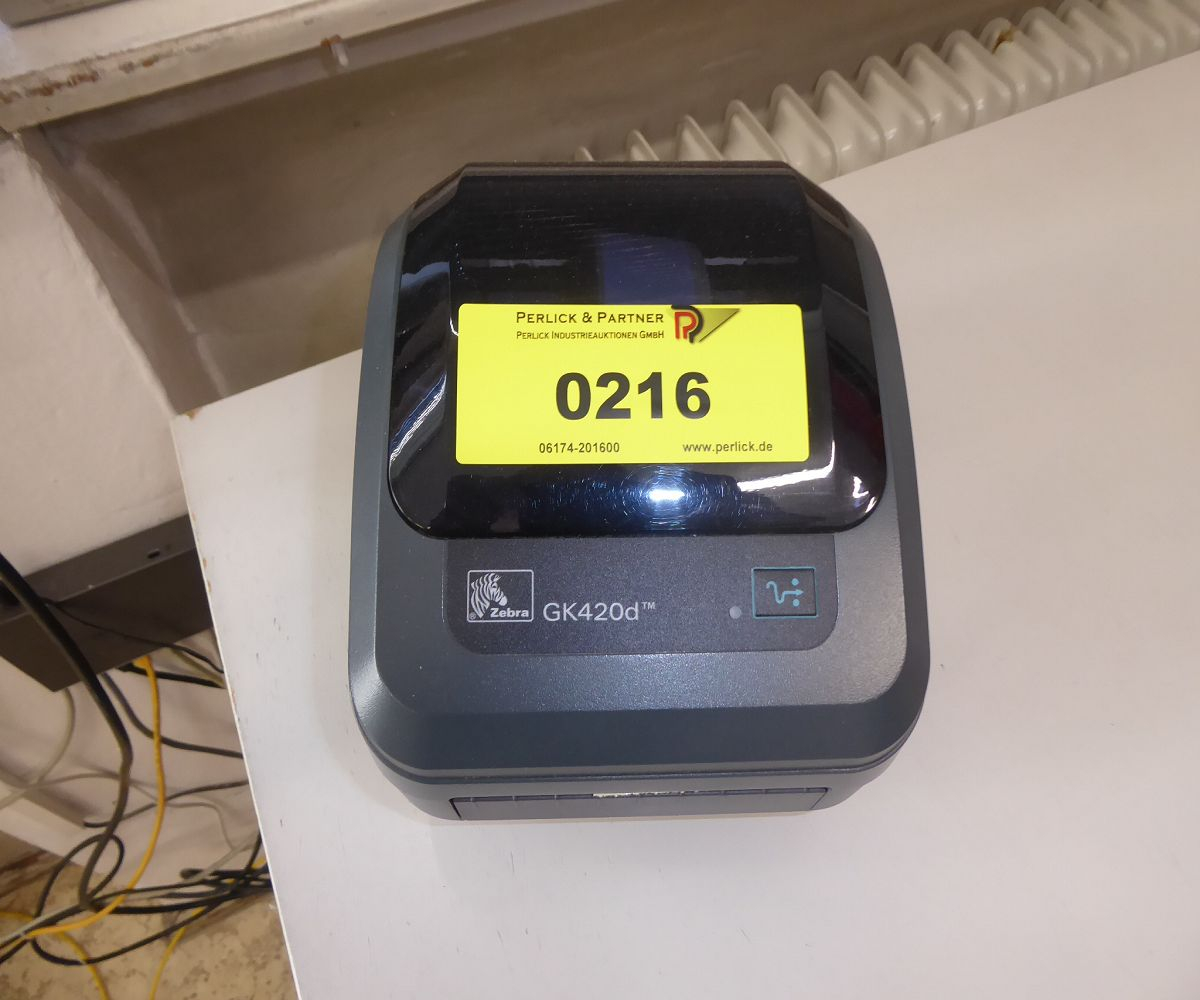 PERLICK & PARTNER
PERLICK INDUSTRIEAUKTIONEN GMBH
0216
06174-201600 www.perlick.de
Zebra GK420d™